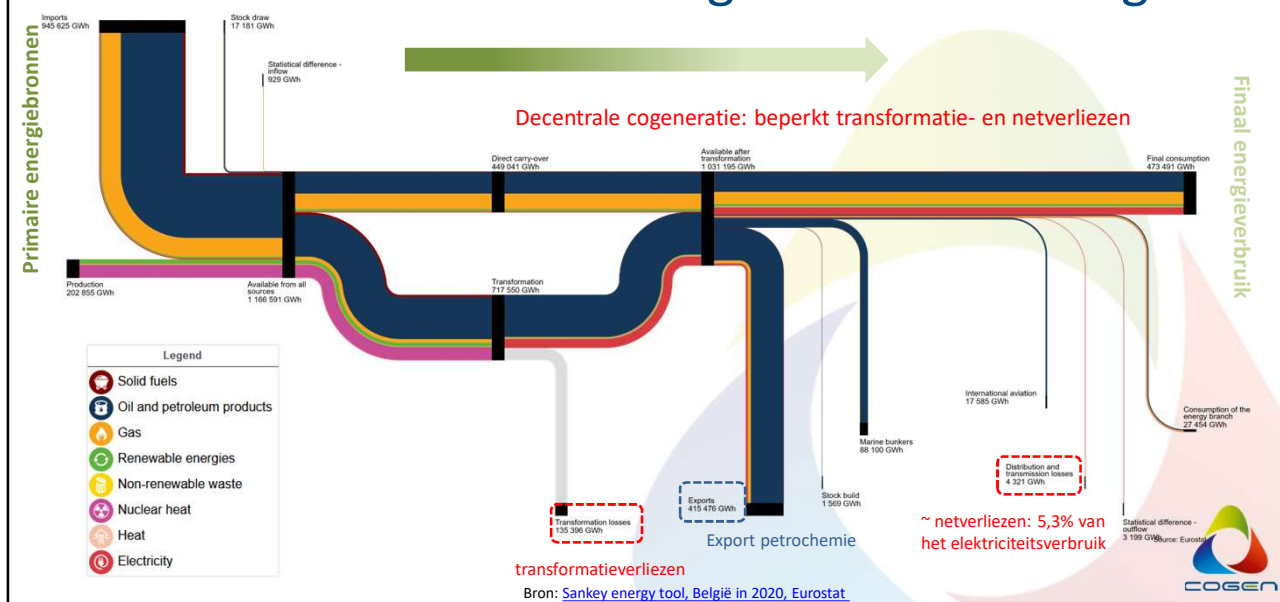 Primaire energiebronnen
Imports
945 625 GWh
Stock draw
17 181 GWh
Statistical difference -
inflow
929 GWh
Decentrale cogeneratie: beperkt transformatie- en netverliezen
Finaal energieverbruik
Direct carry-over
449 041 GWh
Available after
transformation
1 031 195 GWh
Final consumption
473 491 GWh
Production
202 855 GWh
Available from all
sources
1 166 591 GWh
Transformation
717 550 GWh
Legend
Solid fuels
Oil and petroleum products
Gas
Renewable energies
Non-renewable waste
Nuclear heat
Heat
Electricity
International aviation
17 585 GWh
Consumption of the
energy branch
27 454 GWh
Marine bunkers
88 100 GWh
Distribution and
transmission losses
4 321 GWh
Stock build
1 569 GWh
Exports
415 476 GWh
Transformation losses
135 396 GWh
Statistical difference -
outflow
3 199 GWh
Source: Eurostat
Export petrochemie
~ netverliezen: 5,3% van
het elektriciteitsverbruik
transformatieverliezen
Bron: Sankey energy tool, België in 2020, Eurostat
COGEN